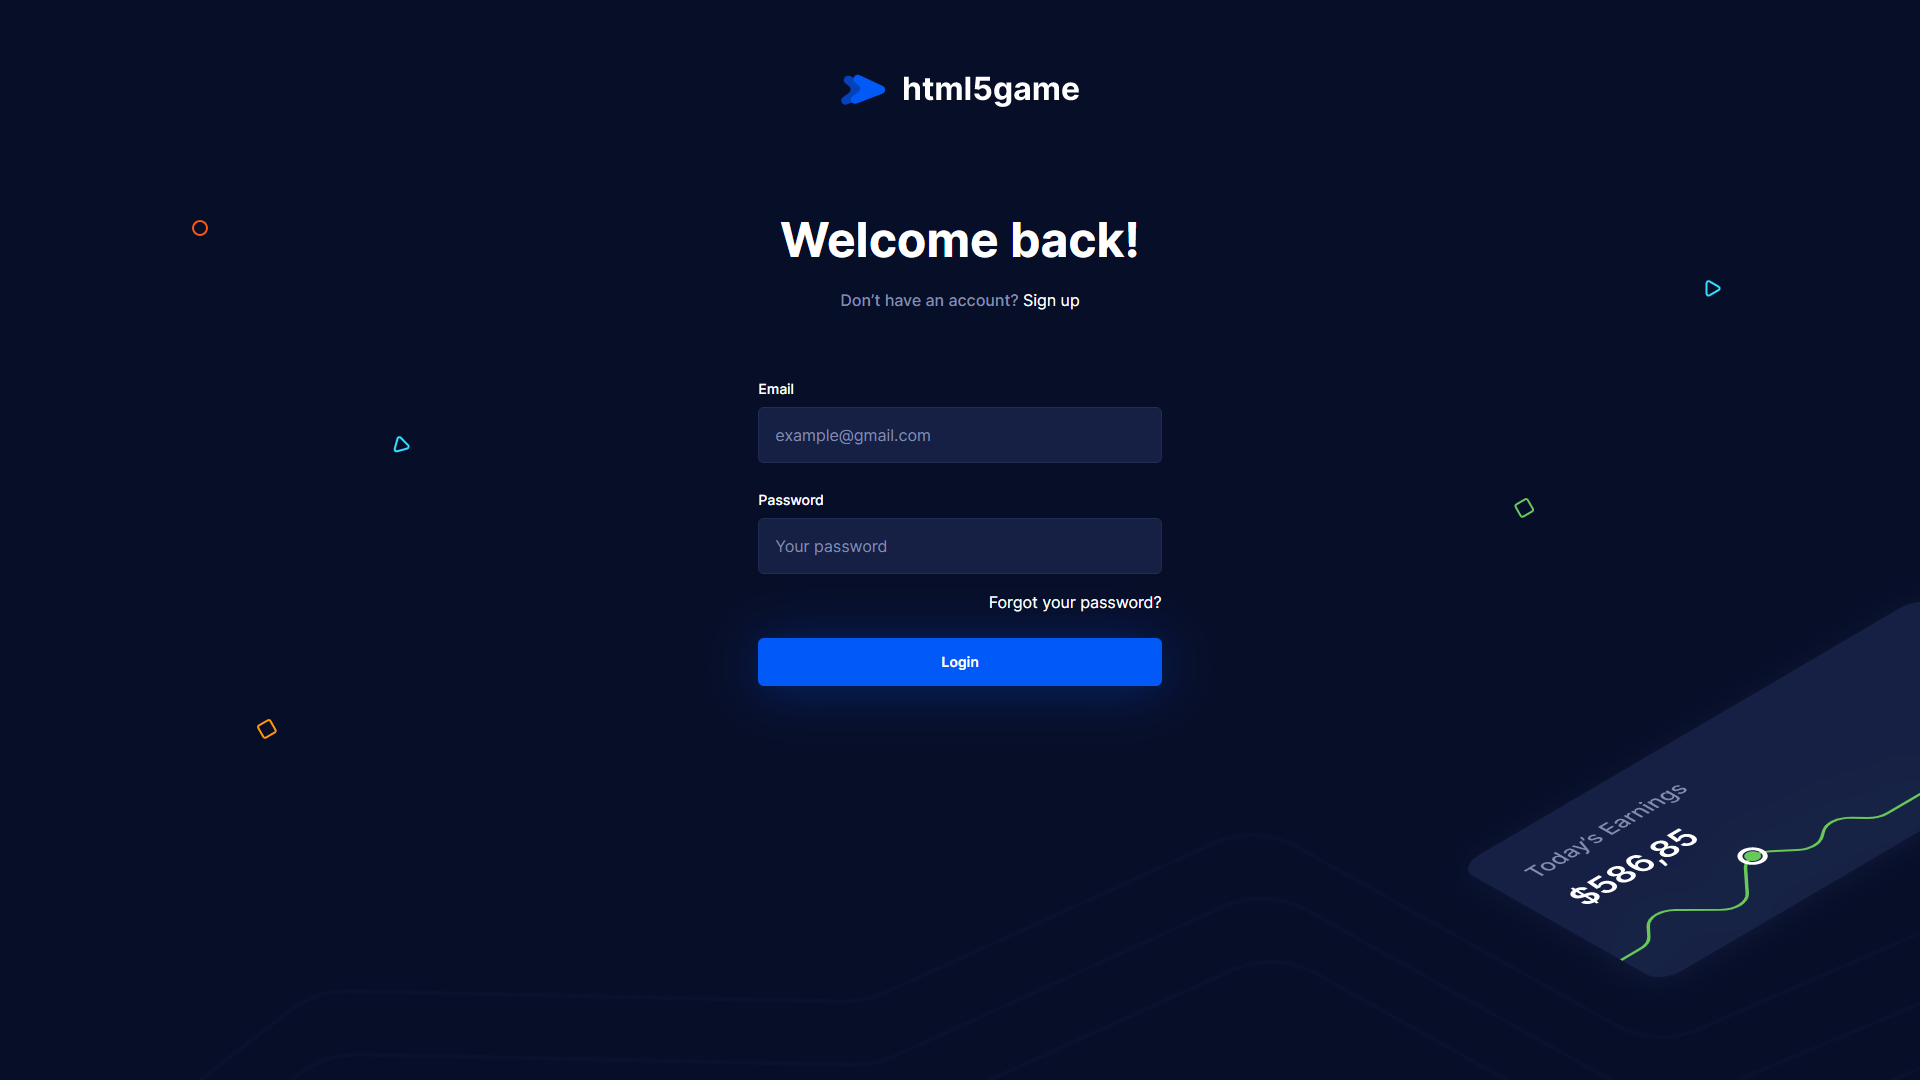 html5game
Welcome back!
Don’t have an account? Sign up
Email
example@gmail.com
Password
Your password
Forgot your password?
Login
Today's Earnings
$586,85